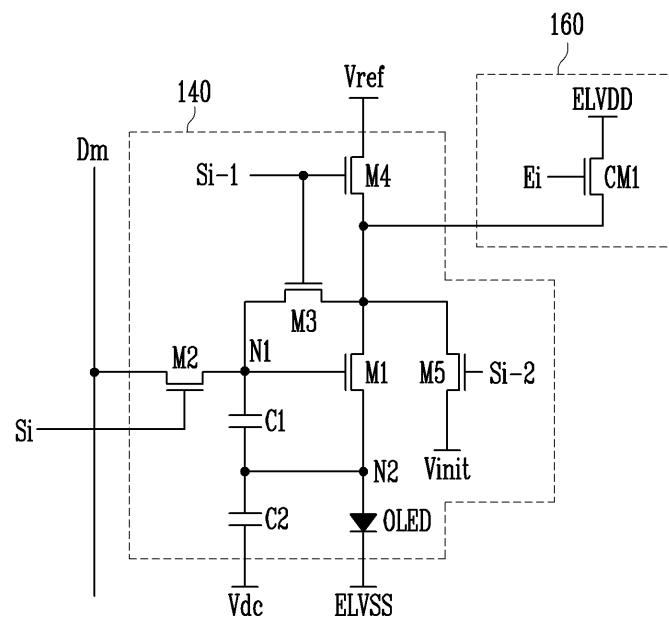 160
140
Vref
ELVDD
Dm
Si-1
M4
Ei
CM1
M3
M2
N1
M1
M5
Si-2
C1
Si
N2
Vinit
C2
OLED
Vdc
ELVSS